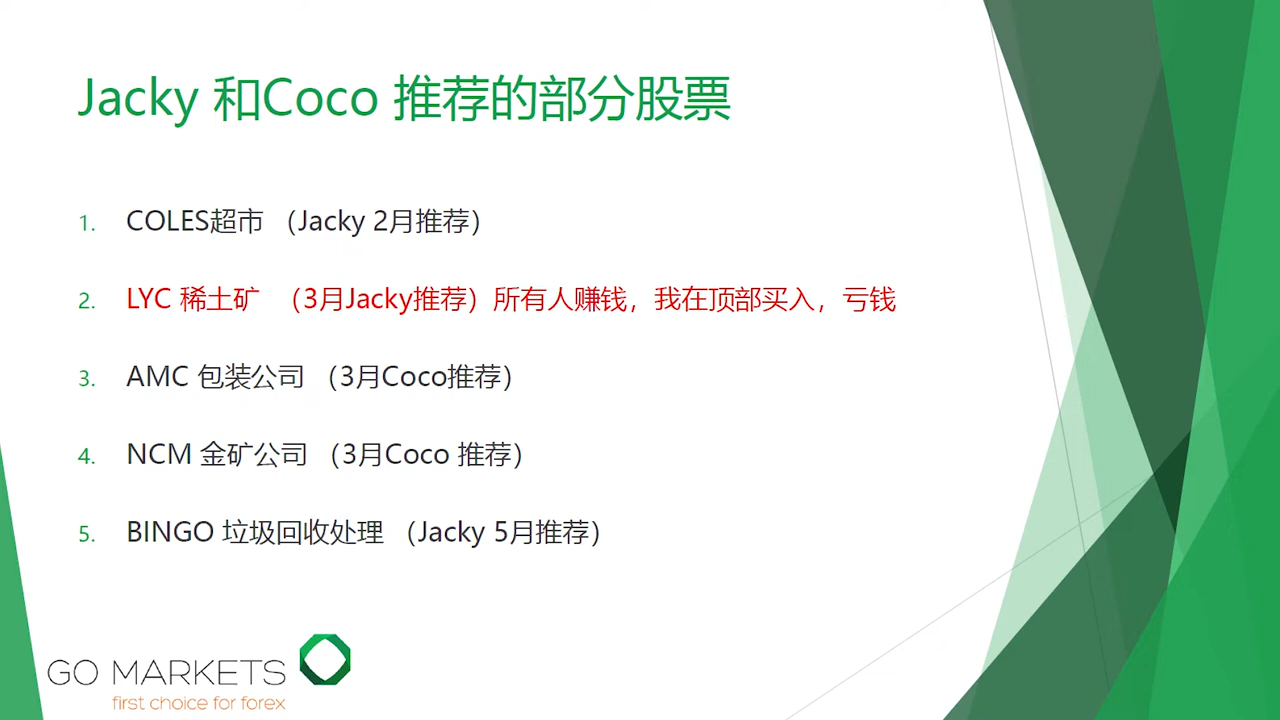 Jacky 和Coco 推荐的部分股票
1. COLES超市 （Jacky 2月推荐）
2. LYC 稀土矿 （3月Jacky推荐）所有人赚钱，我在顶部买入，亏钱
3. AMC 包装公司 （3月Coco推荐）
4. NCM 金矿公司 （3月Coco 推荐）
5. BINGO 垃圾回收处理 （Jacky 5月推荐）
GO MARKETS
first choice for forex